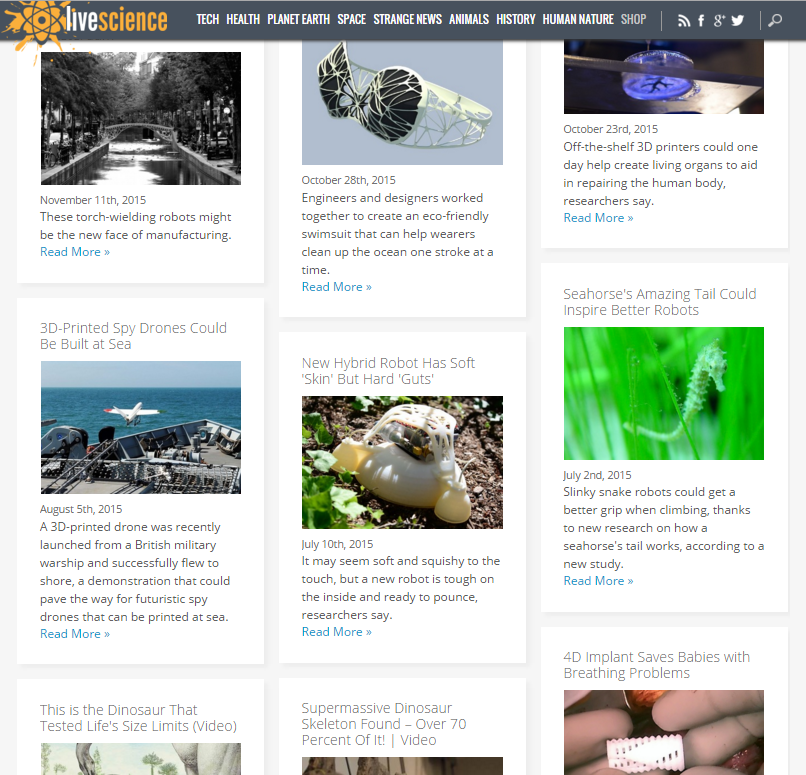 livescience
TECH HEALTH PLANET EARTH SPACE STRANGE NEWS ANIMALS HISTORY HUMAN NATURE SHOP
November 11th, 2015
These torch-wielding robots might
be the new face of manufacturing.
Read More »
3D-Printed Spy Drones Could
Be Built at Sea
August 5th, 2015
A 3D-printed drone was recently
launched from a British military
warship and successfully flew to
shore, a demonstration that could
pave the way for futuristic spy
drones that can be printed at sea.
Read More »
This is the Dinosaur That
Tested Life's Size Limits (Video)
October 28th, 2015
Engineers and designers worked
together to create an eco-friendly
swimsuit that can help wearers
clean up the ocean one stroke at a
time.
Read More »
New Hybrid Robot Has Soft
'Skin' But Hard 'Guts'
July 10th, 2015
It may seem soft and squishy to the
touch, but a new robot is tough on
the inside and ready to pounce,
researchers say.
Read More »
Supermassive Dinosaur
Skeleton Found – Over 70
Percent Of It! | Video
October 23rd, 2015
Off-the-shelf 3D printers could one
day help create living organs to aid
in repairing the human body,
researchers say.
Read More »
Seahorse's Amazing Tail Could
Inspire Better Robots
July 2nd, 2015
Slinky snake robots could get a
better grip when climbing, thanks
to new research on how a
seahorse's tail works, according to a
new study.
Read More »
4D Implant Saves Babies with
Breathing Problems